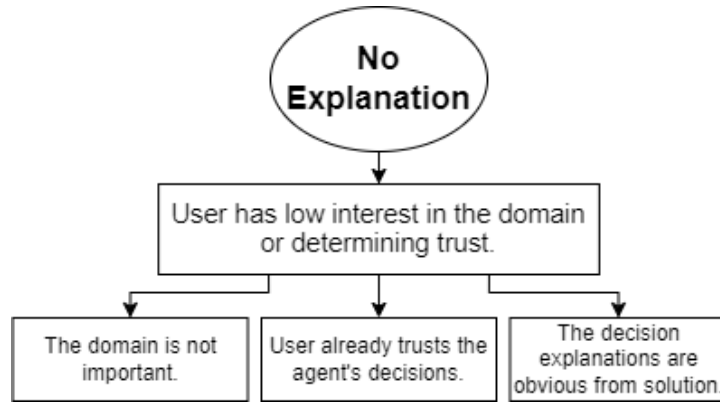 No
Explanation
User has low interest in the domain
or determining trust.
The domain is not
important.
User already trusts the
agent's decisions.
The decision
explanations are
obvious from solution.